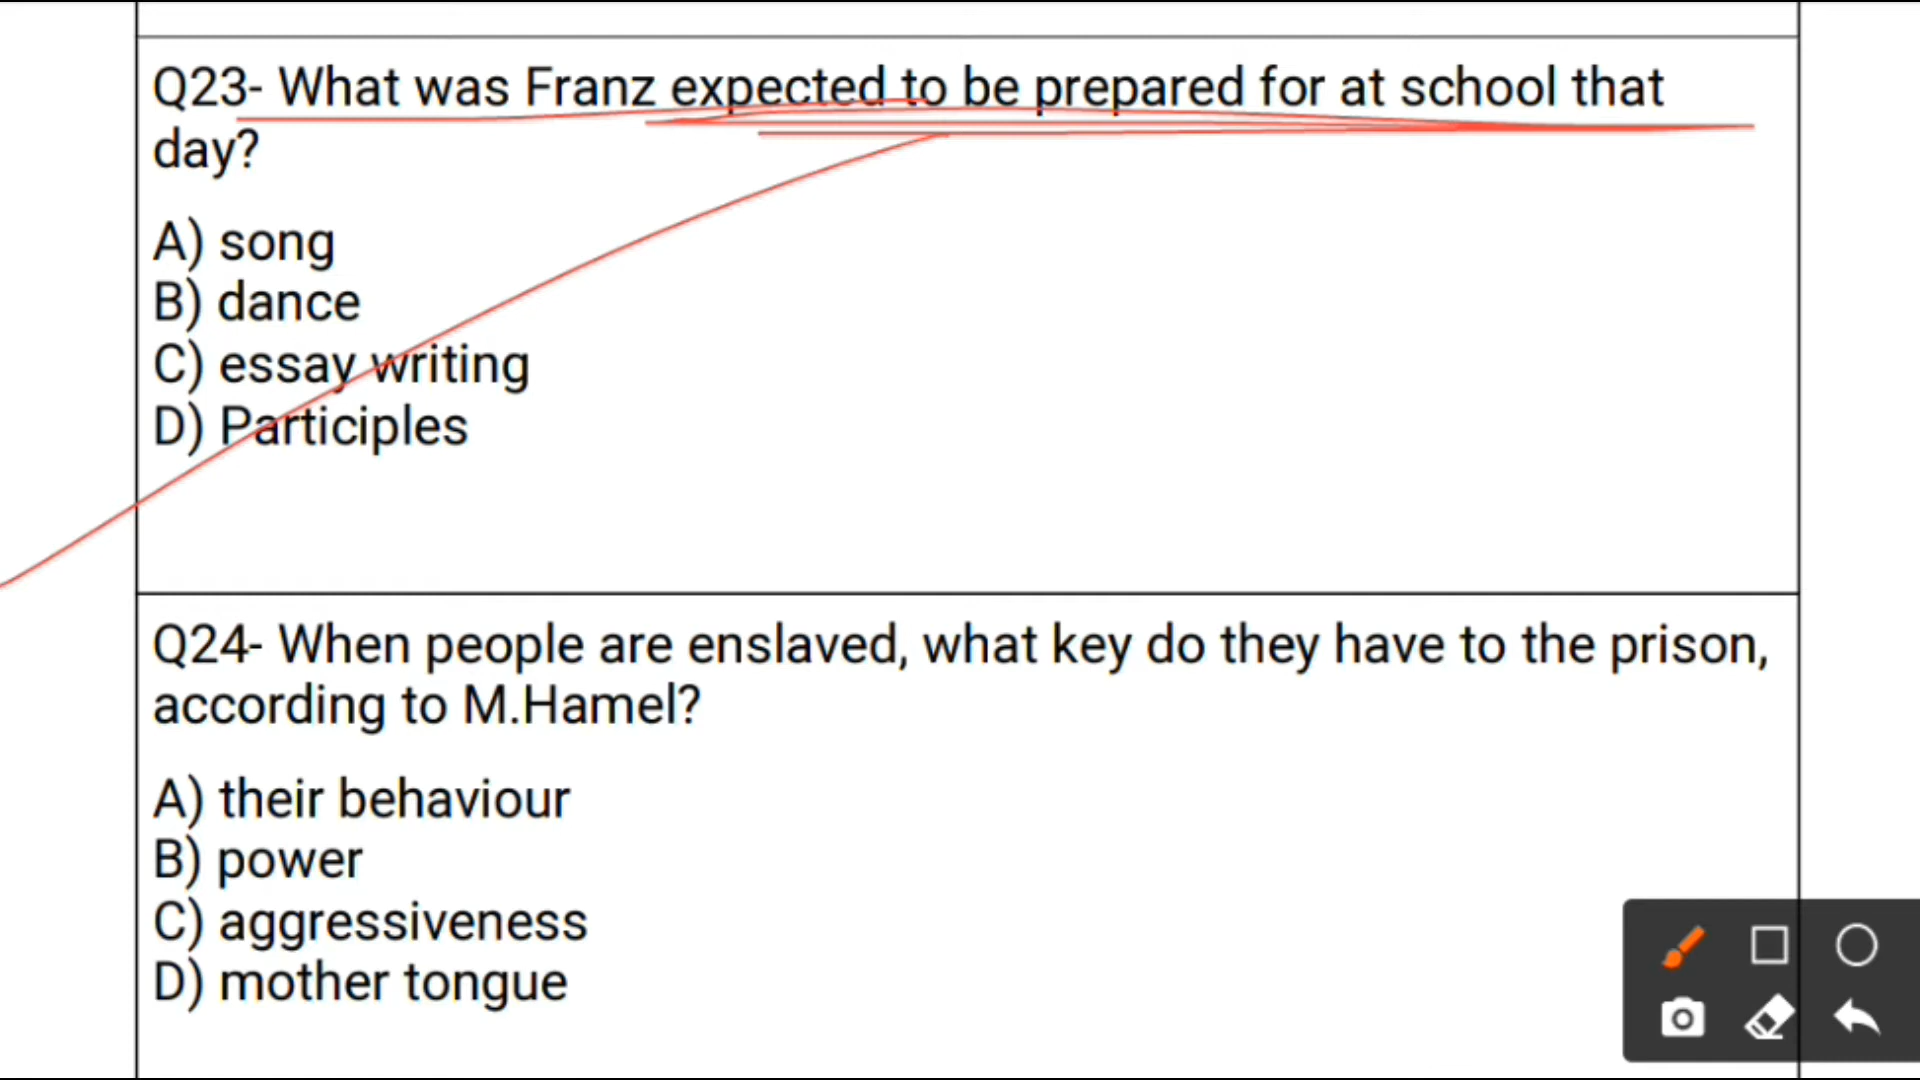 Q23- What was Franz expected to be prepared for at school that
day?
A) song
B) dance
C) essay writing
D) Participles
Q24- When people are enslaved, what key do they have to the prison,
according to M.Hamel?
A) their behaviour
B) power
C) aggressiveness
D) mother tongue